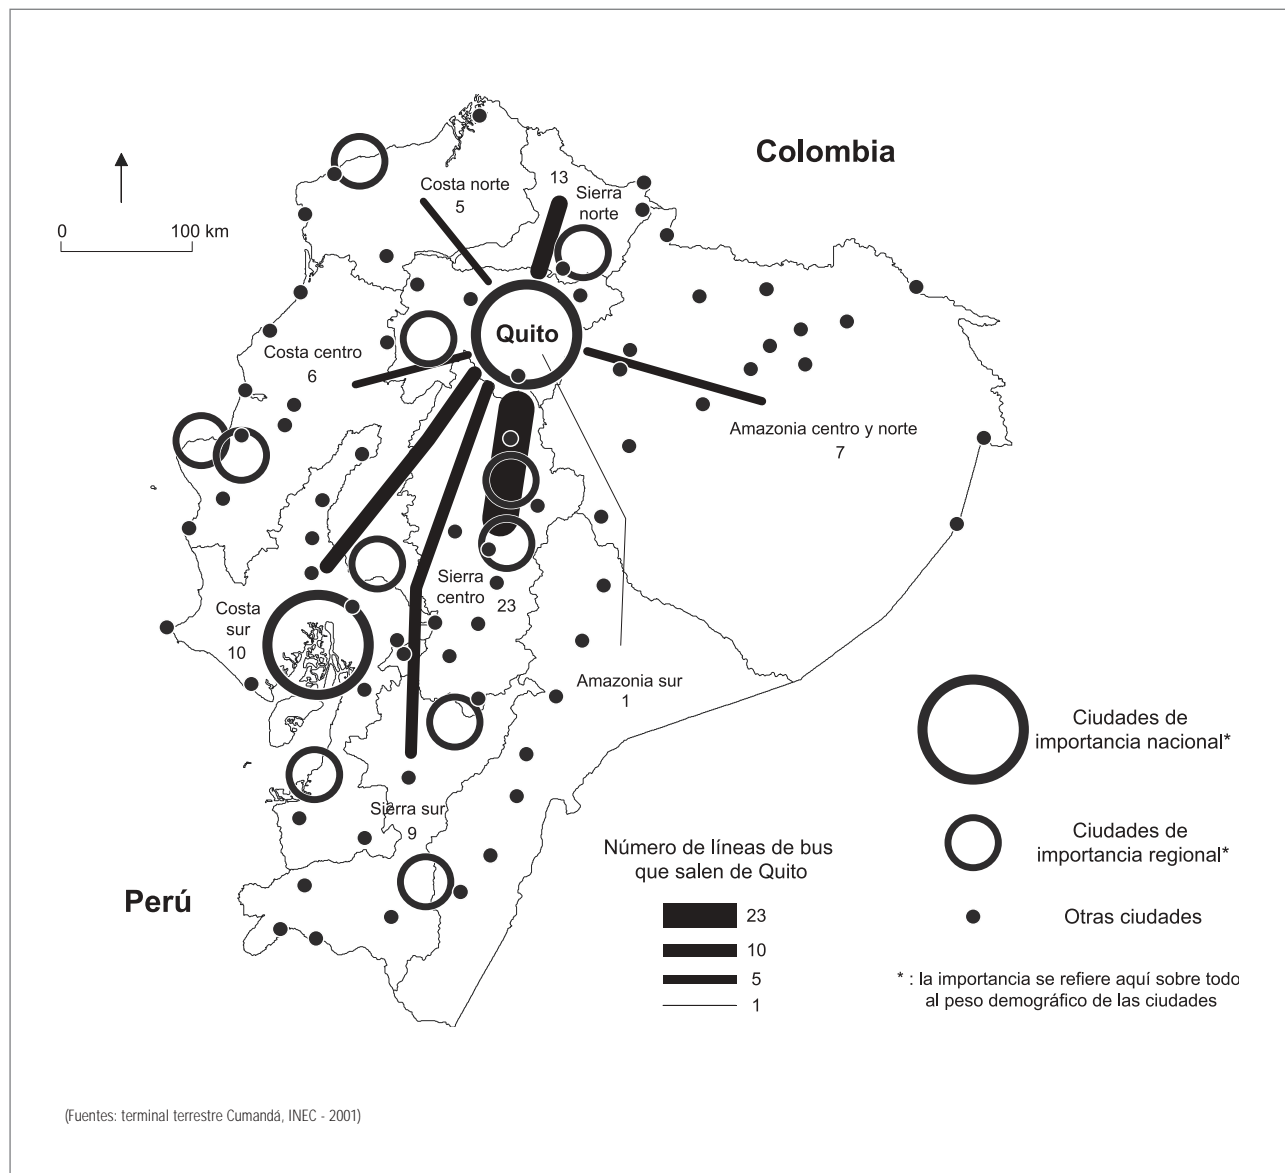 Colombia
Costa norte
5
13
Sierra
norte
0
100 km
Quito
Costa centro
6
Amazonia centro y norte
7
Sierra
centro
23
Costa
sur
10
Amazonia sur
1
Sierra sur
9
Perú
Ciudades de
importancia nacional*
Ciudades de
importancia regional*
Otras ciudades
* : la importancia se refiere aquí sobre todo
al peso demográfico de las ciudades
Número de líneas de bus
que salen de Quito
23
10
5
1
(Fuentes: terminal terrestre Cumandá, INEC - 2001)